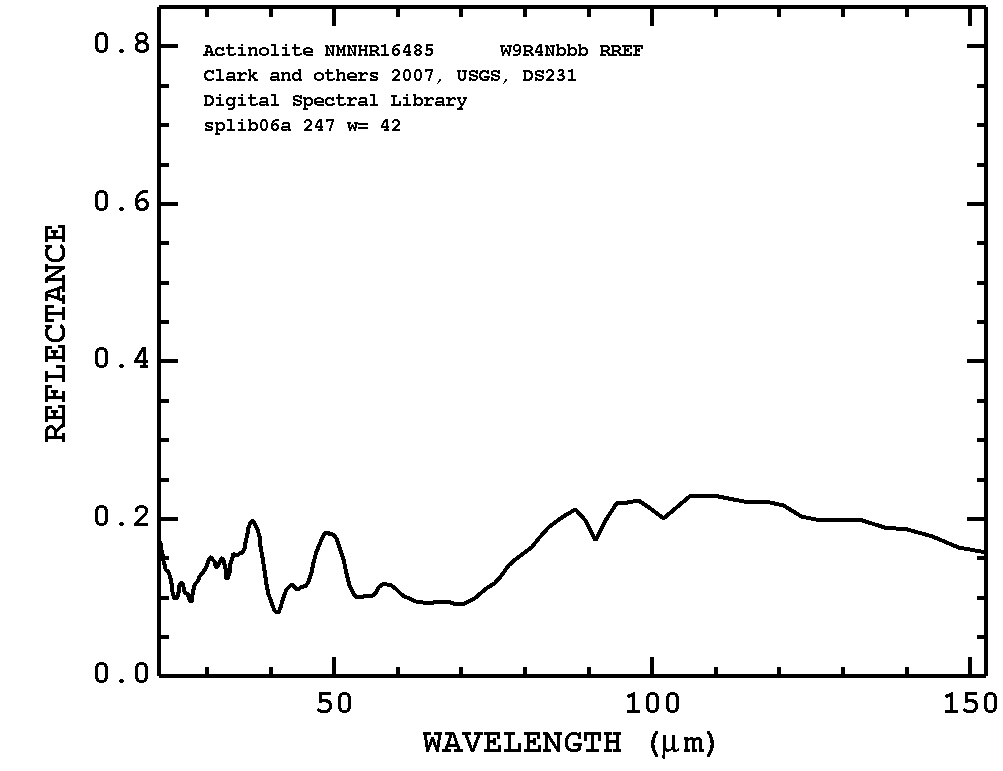 0.8
Actinolite NMNHR16485 W9R4Nbbb RREF
Clark and others 2007, USGS, DS231
Digital Spectral Library
splib06a 247 w= 42
0.6
REFLECTANCE
0.4
0.2
0.0
50 100 150
WAVELENGTH (μm)